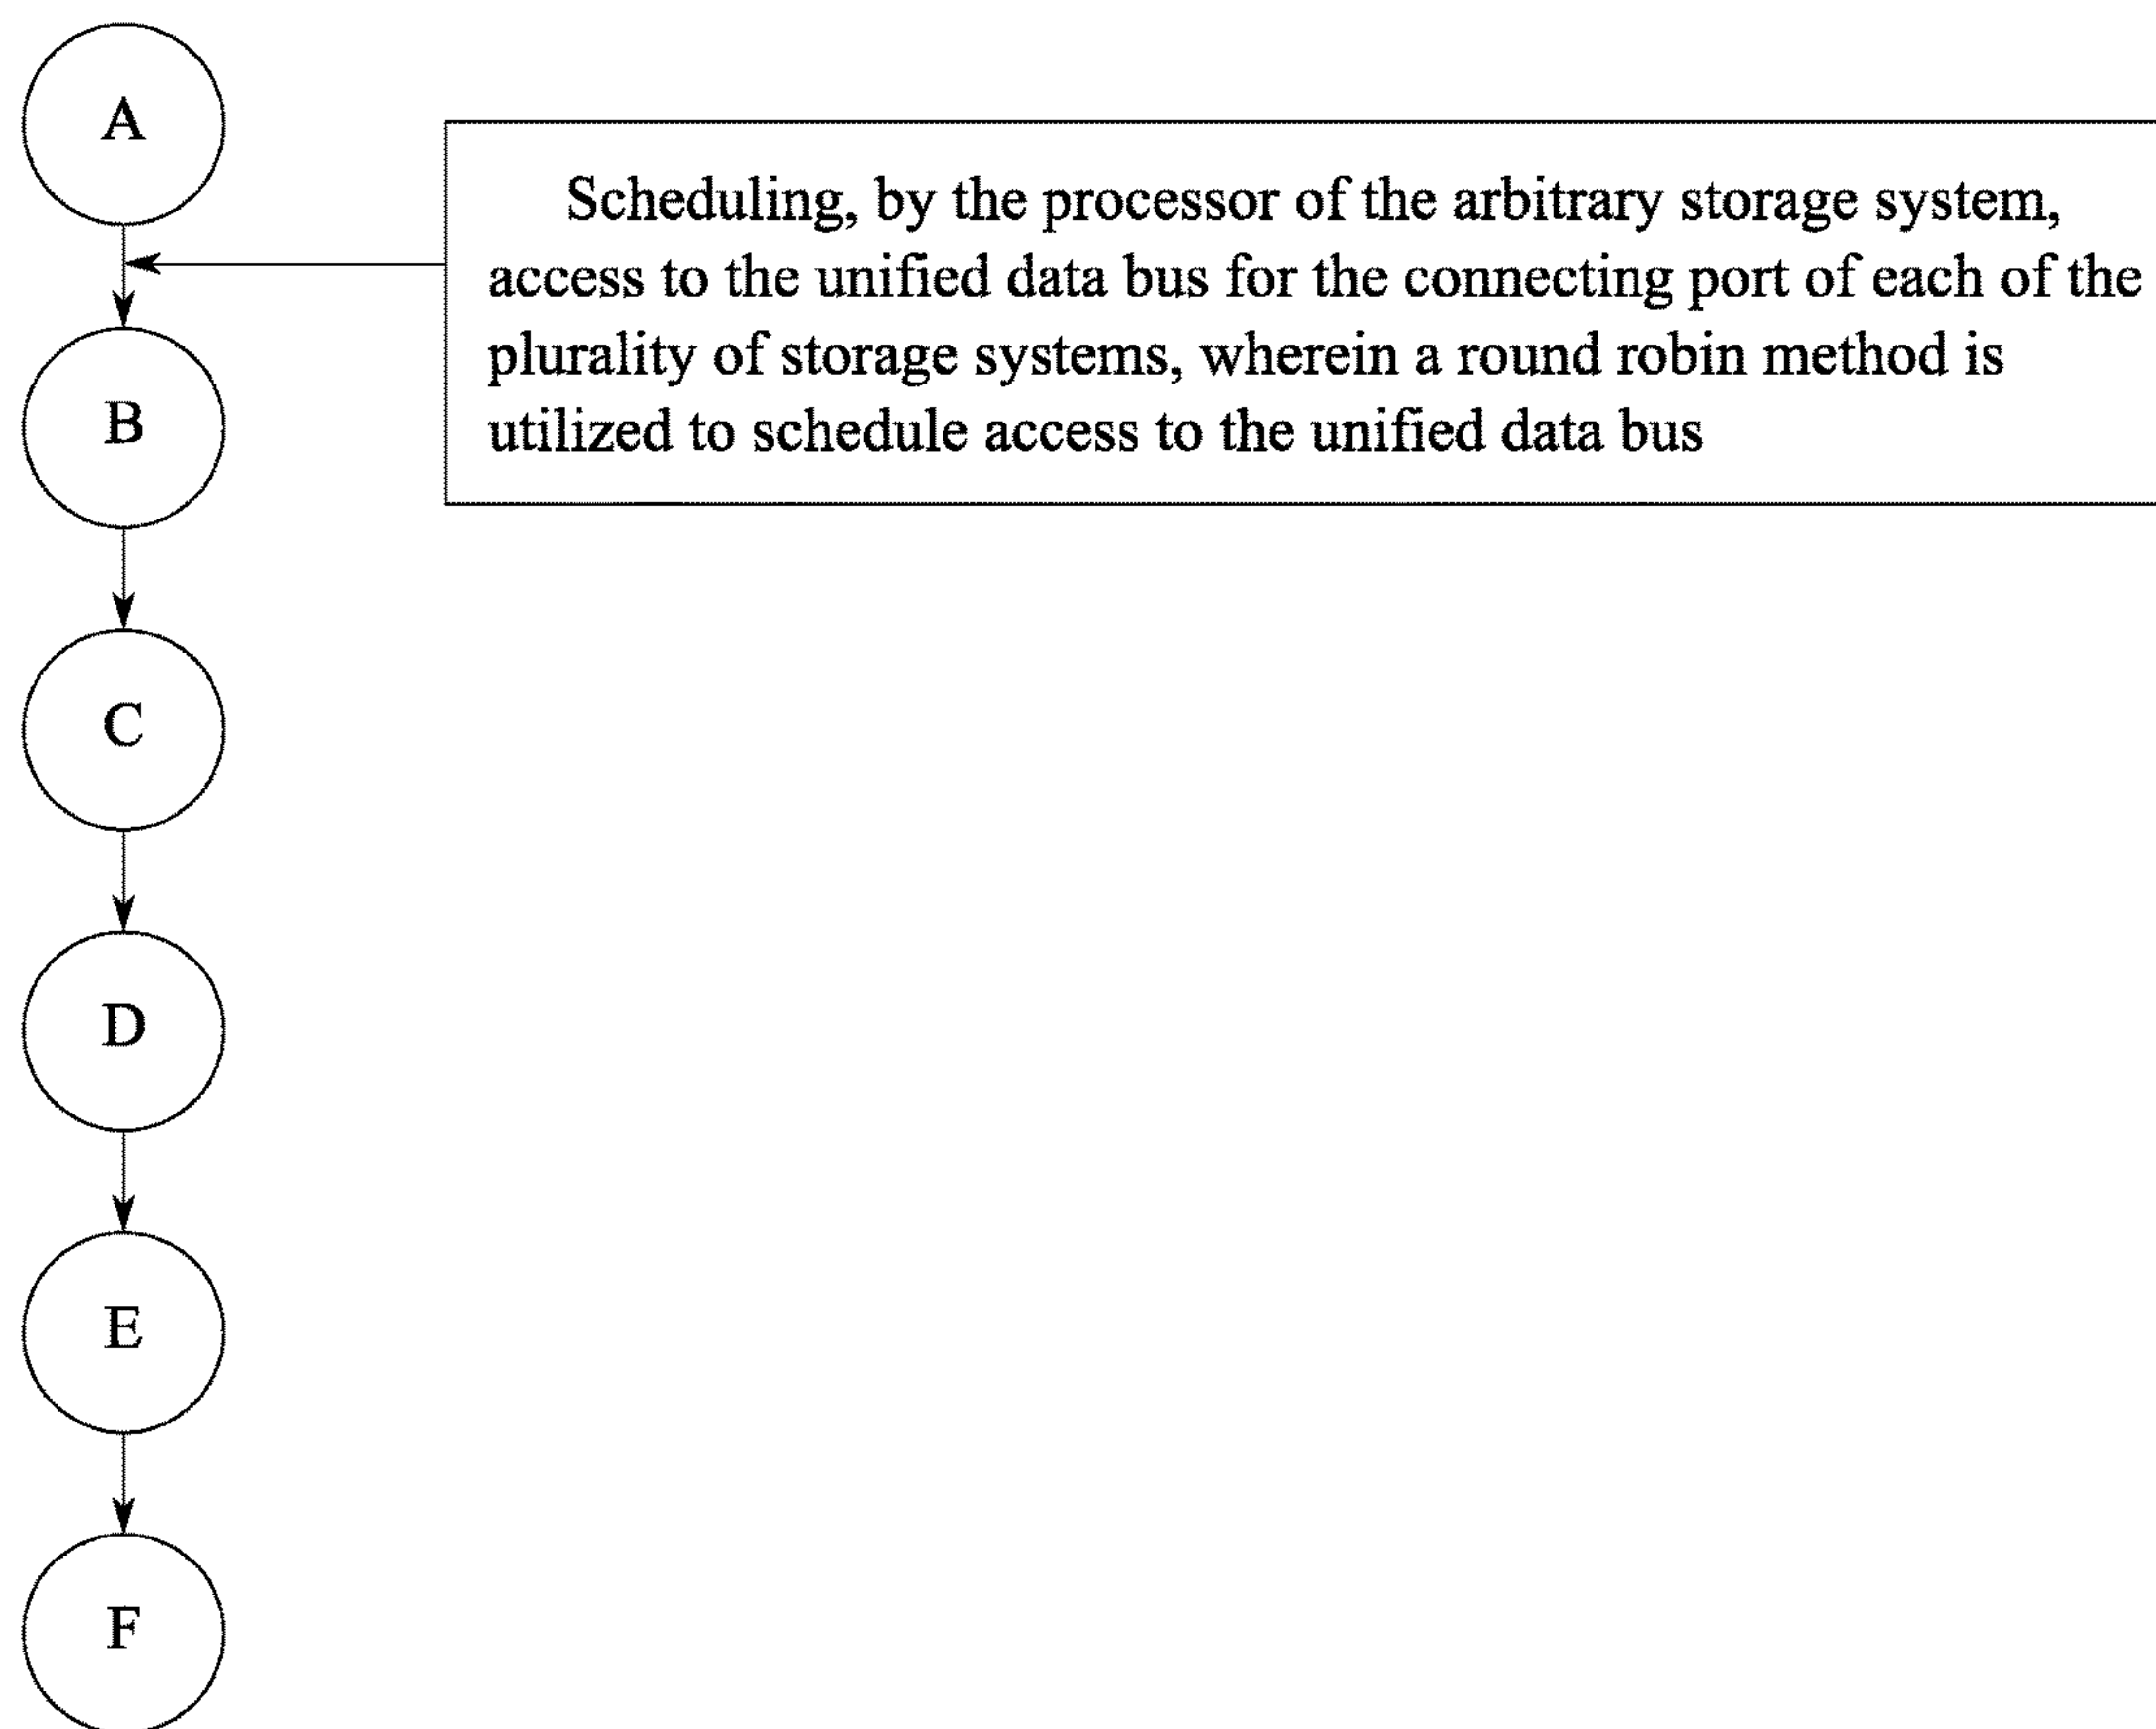 A
Scheduling, by the processor of the arbitrary storage system,
access to the unified data bus for the connecting port of each of the
plurality of storage systems, wherein a round robin method is
utilized to schedule access to the unified data bus
B
C
D
E
F